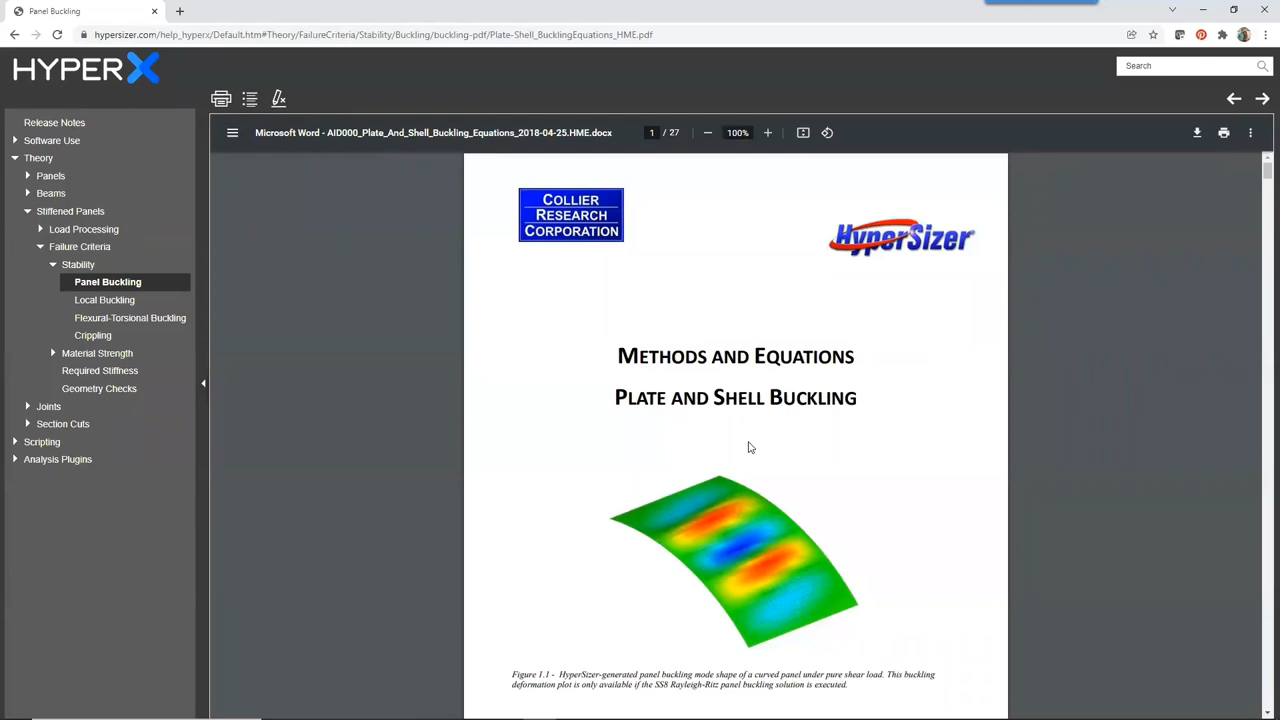 Panel Buckling
hypersizer.com/help_hyperx/Default.htm#Theory/FailureCriteria/Stability/Buckling/buckling-pdf/Plate-Shell_BucklingEquations_HME.pdf
HYPERX
Search
Release Notes
Software Use
Theory
Panels
Beams
Stiffened Panels
Load Processing
Failure Criteria
Stability
Panel Buckling
Local Buckling
Flexural-Torsional Buckling
Crippling
Material Strength
Required Stiffness
Geometry Checks
Joints
Section Cuts
Scripting
Analysis Plugins
Microsoft Word - AID000_Plate_And_Shell_Buckling_Equations_2018-04-25.HME.docx
1 / 27
100%
COLLIER
RESEARCH
CORPORATION
HyperSizer
METHODS AND EQUATIONS
PLATE AND SHELL BUCKLING
Figure 1.1 - HyperSizer-generated panel buckling mode shape of a curved panel under pure shear load. This buckling
deformation plot is only available if the SS8 Rayleigh-Ritz panel buckling solution is executed.